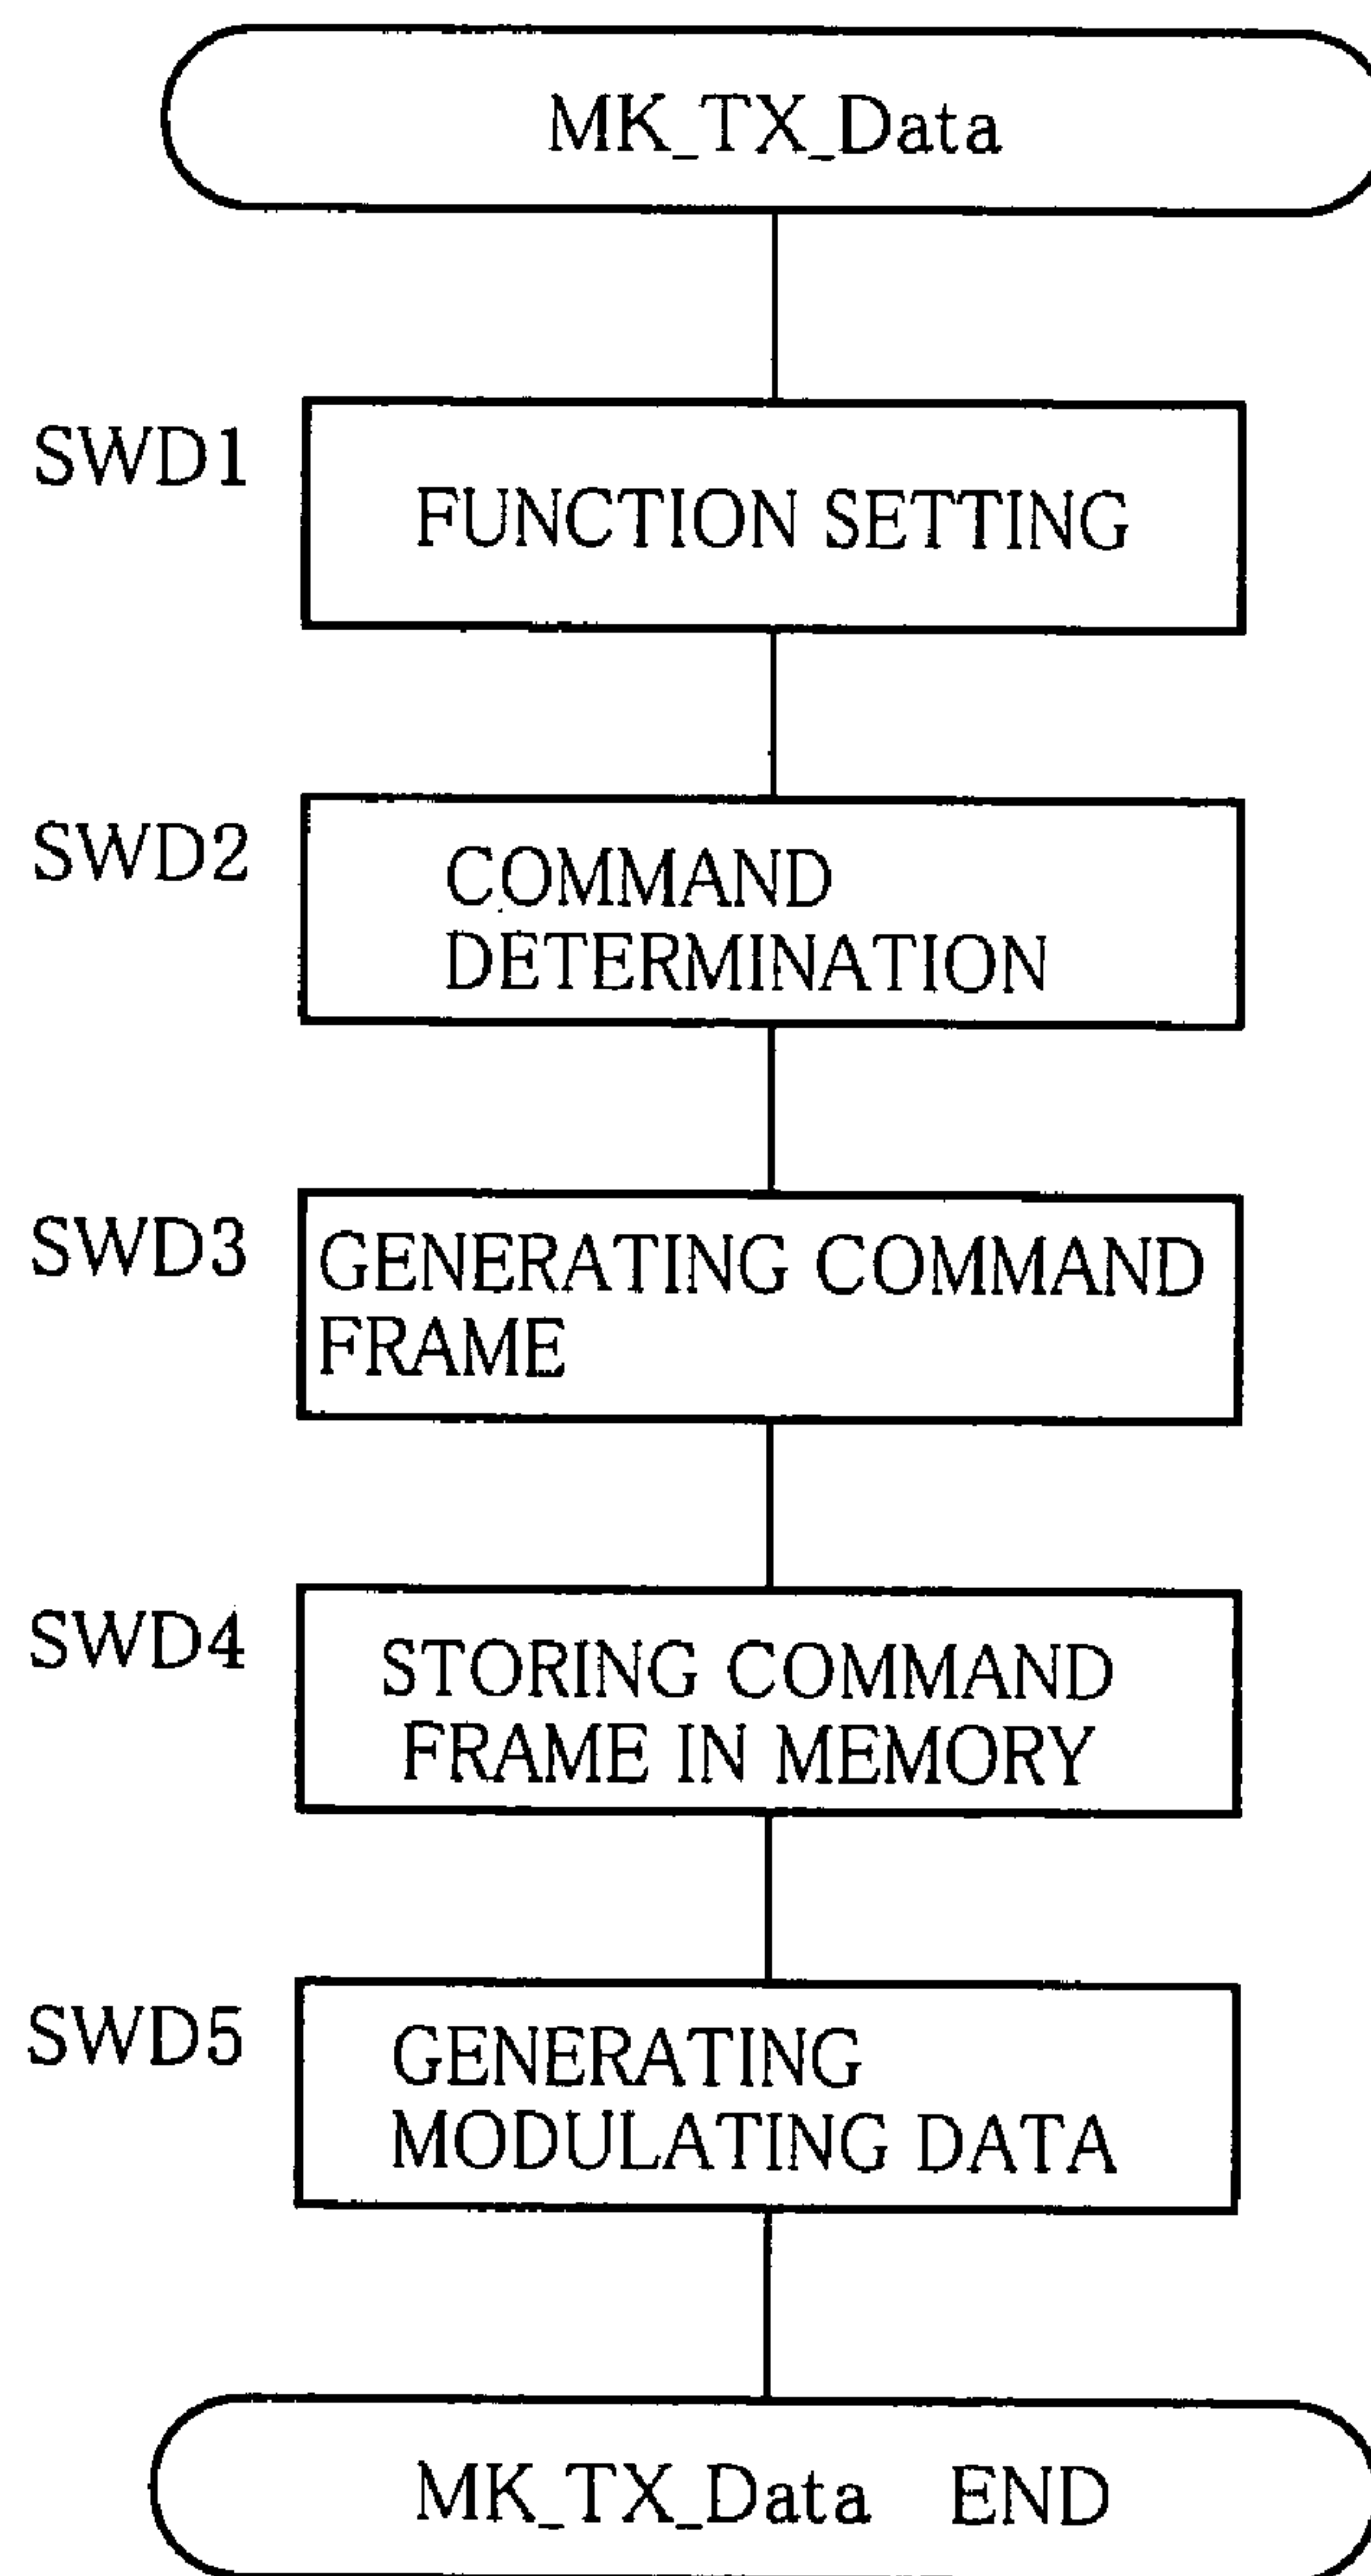 MK_TX_Data
SWD1
FUNCTION SETTING
SWD2
COMMAND
DETERMINATION
SWD3
GENERATING COMMAND
FRAME
SWD4
STORING COMMAND
FRAME IN MEMORY
SWD5
GENERATING
MODULATING DATA
MK_TX_Data END